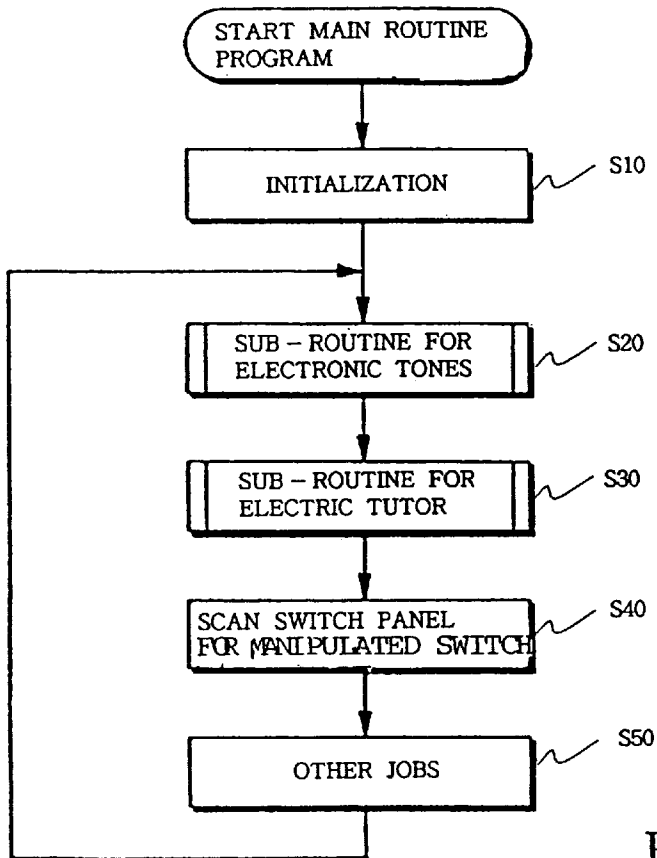 START MAIN ROUTINE
PROGRAM
INITIALIZATION
S10
SUB-ROUTINE FOR
ELECTRONIC TONES
S20
SUB-ROUTINE FOR
ELECTRIC TUTOR
S30
SCAN SWITCH PANEL
FOR MANIPULATED SWITCH
S40
OTHER JOBS
S50